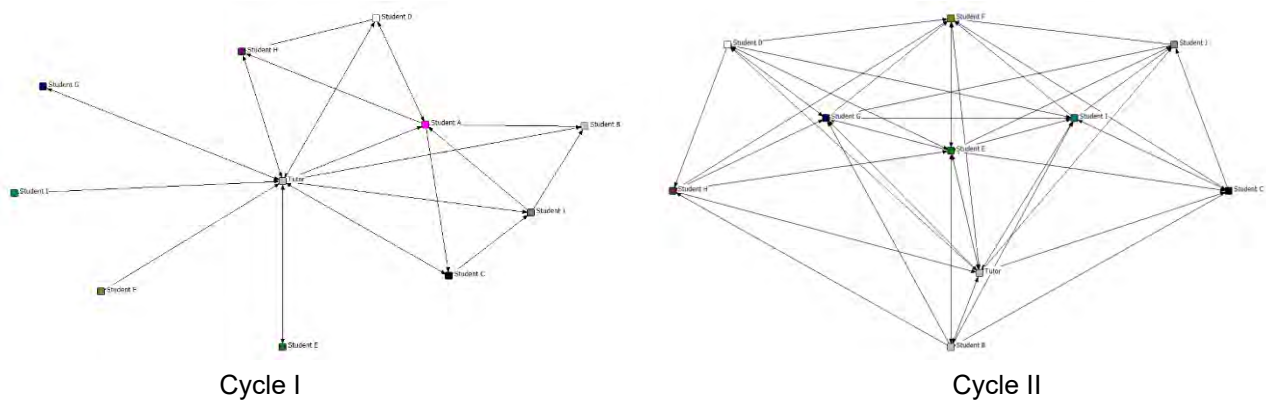 Student D
Student H
Student G
Student A
Student B
Tutor
Student I
Student J
Student C
Student F
Student E
Cycle I
Student F
Student D
Student J
Student G
Student I
Student E
Student H
Student C
Tutor
Student B
Cycle II